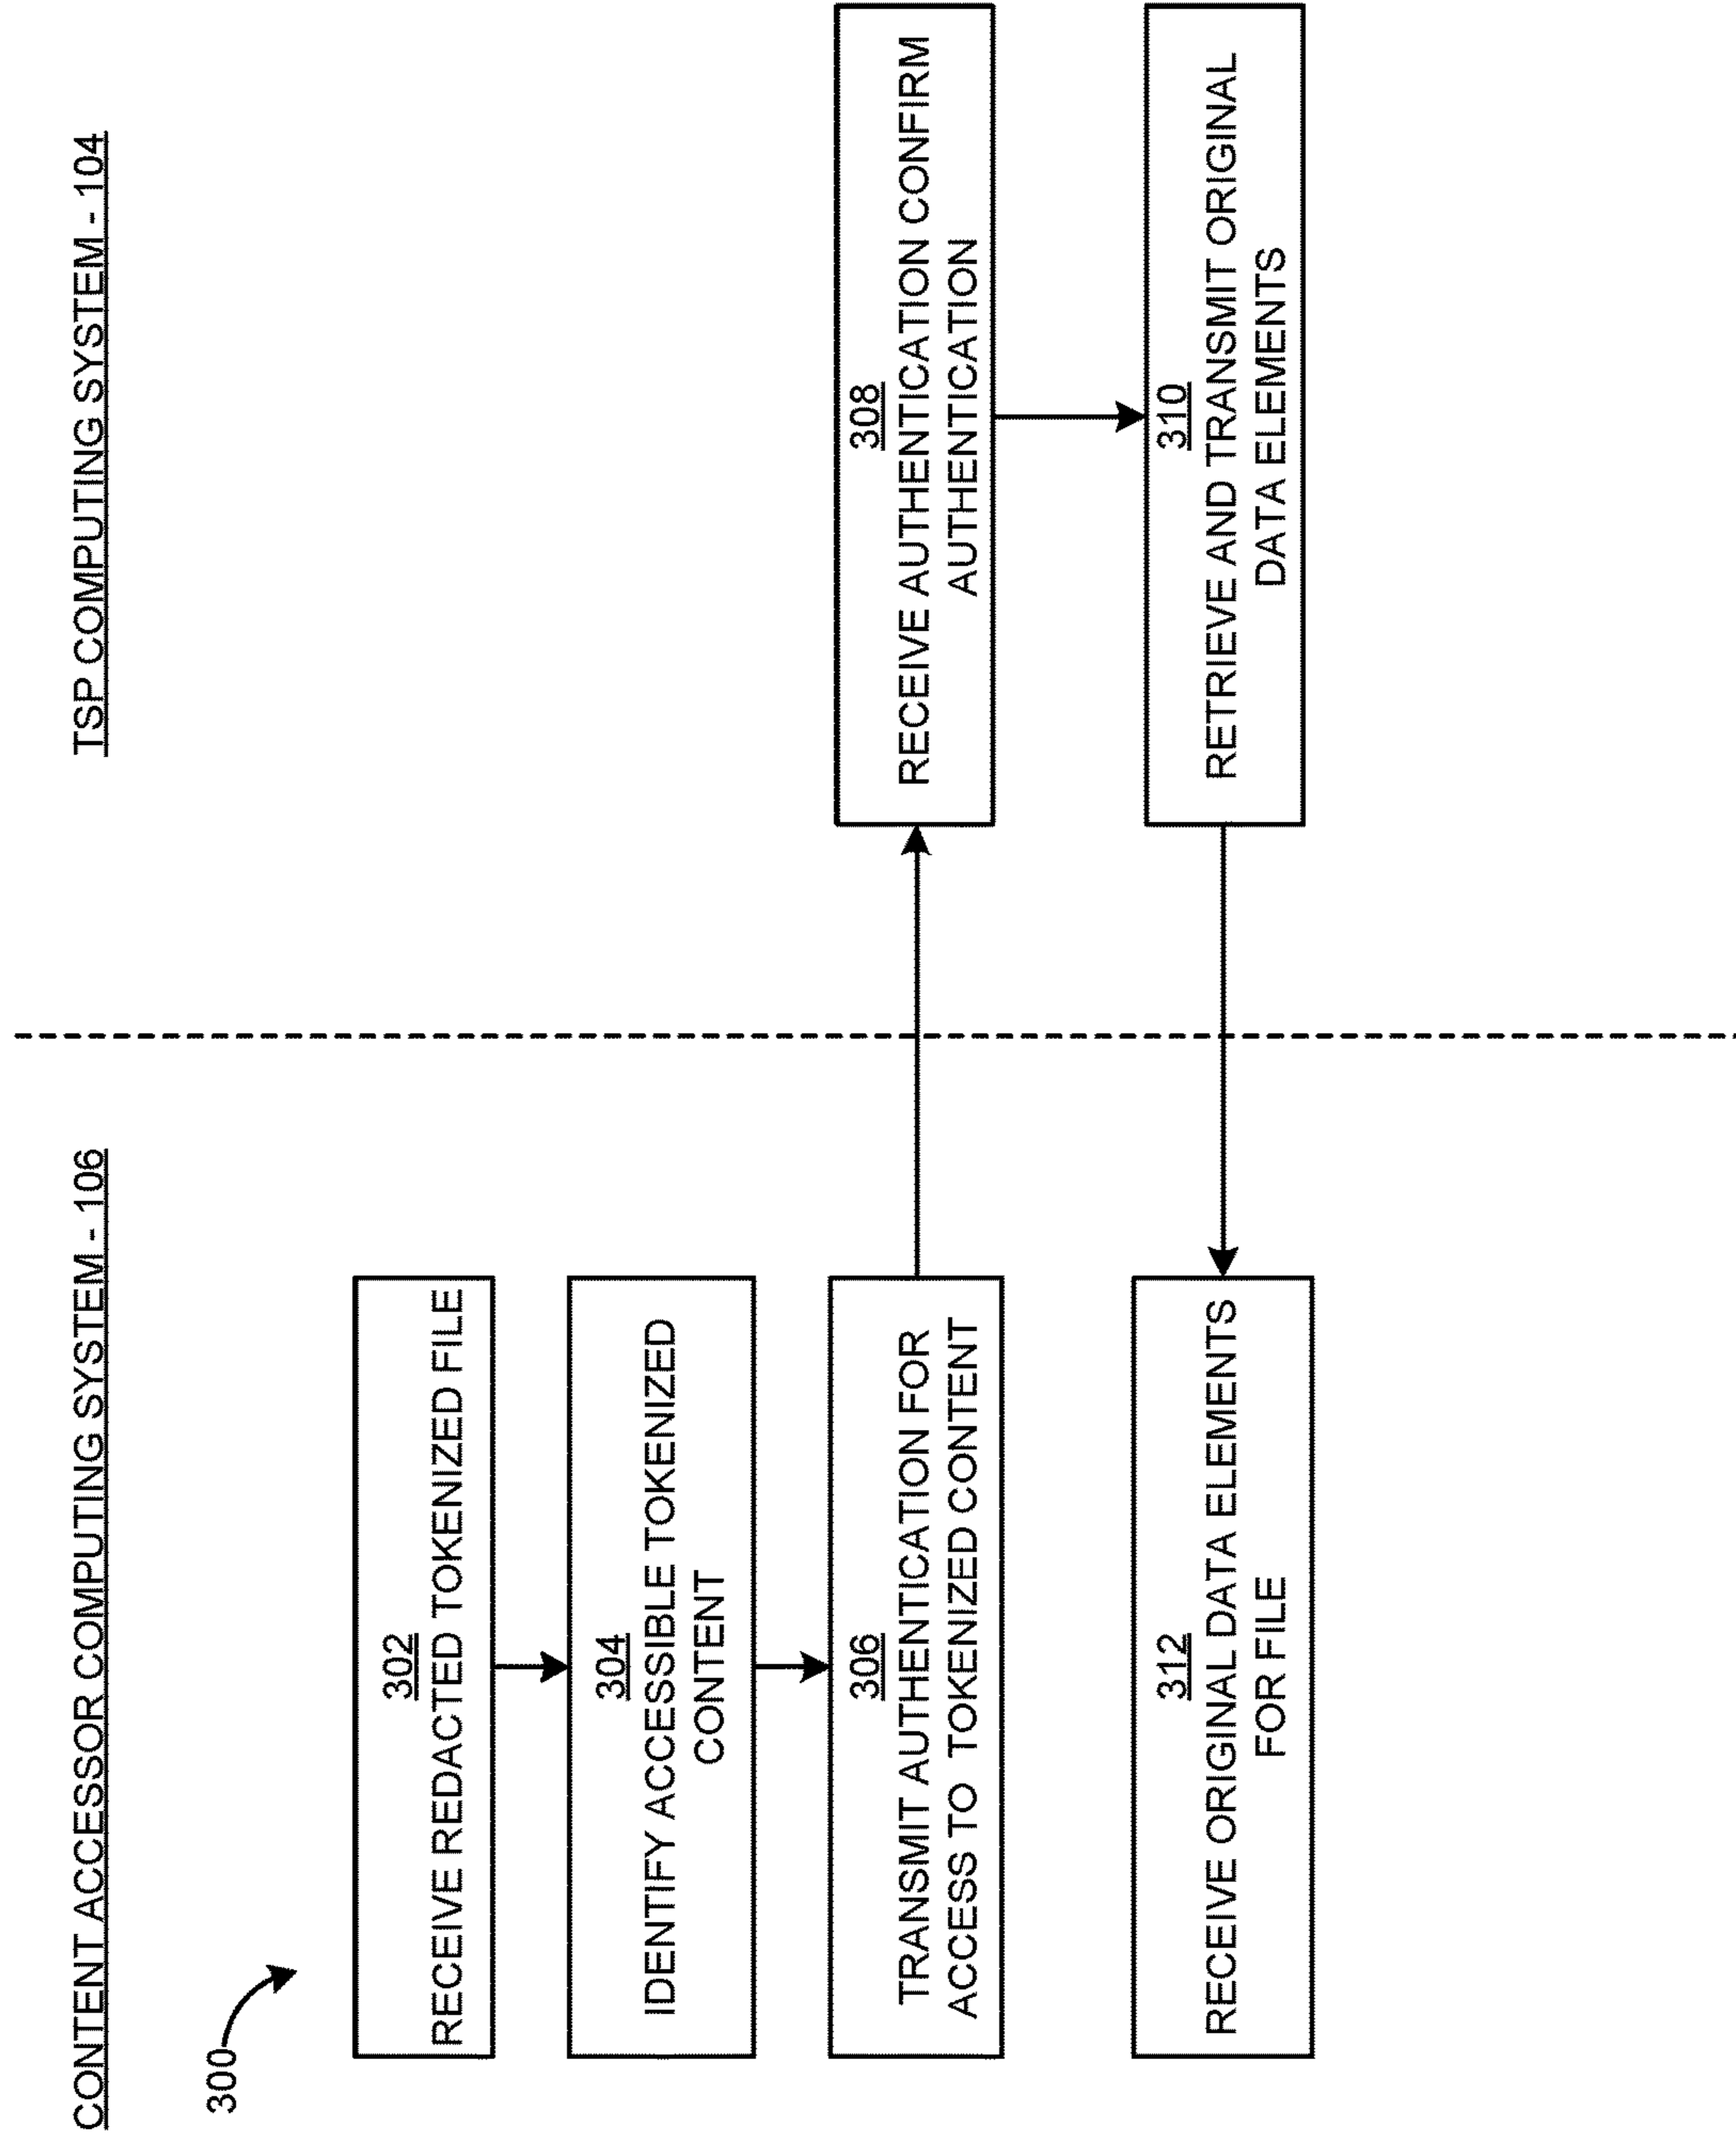 CONTENT ACCESSOR COMPUTING SYSTEM - 106
TSP COMPUTING SYSTEM - 104
300
302
RECEIVE REDACTED TOKENIZED FILE
304
IDENTIFY ACCESSIBLE TOKENIZED
CONTENT
306
TRANSMIT AUTHENTICATION FOR
ACCESS TO TOKENIZED CONTENT
308
RECEIVE AUTHENTICATION CONFIRM
AUTHENTICATION
310
RETRIEVE AND TRANSMIT ORIGINAL
DATA ELEMENTS
312
RECEIVE ORIGINAL DATA ELEMENTS
FOR FILE